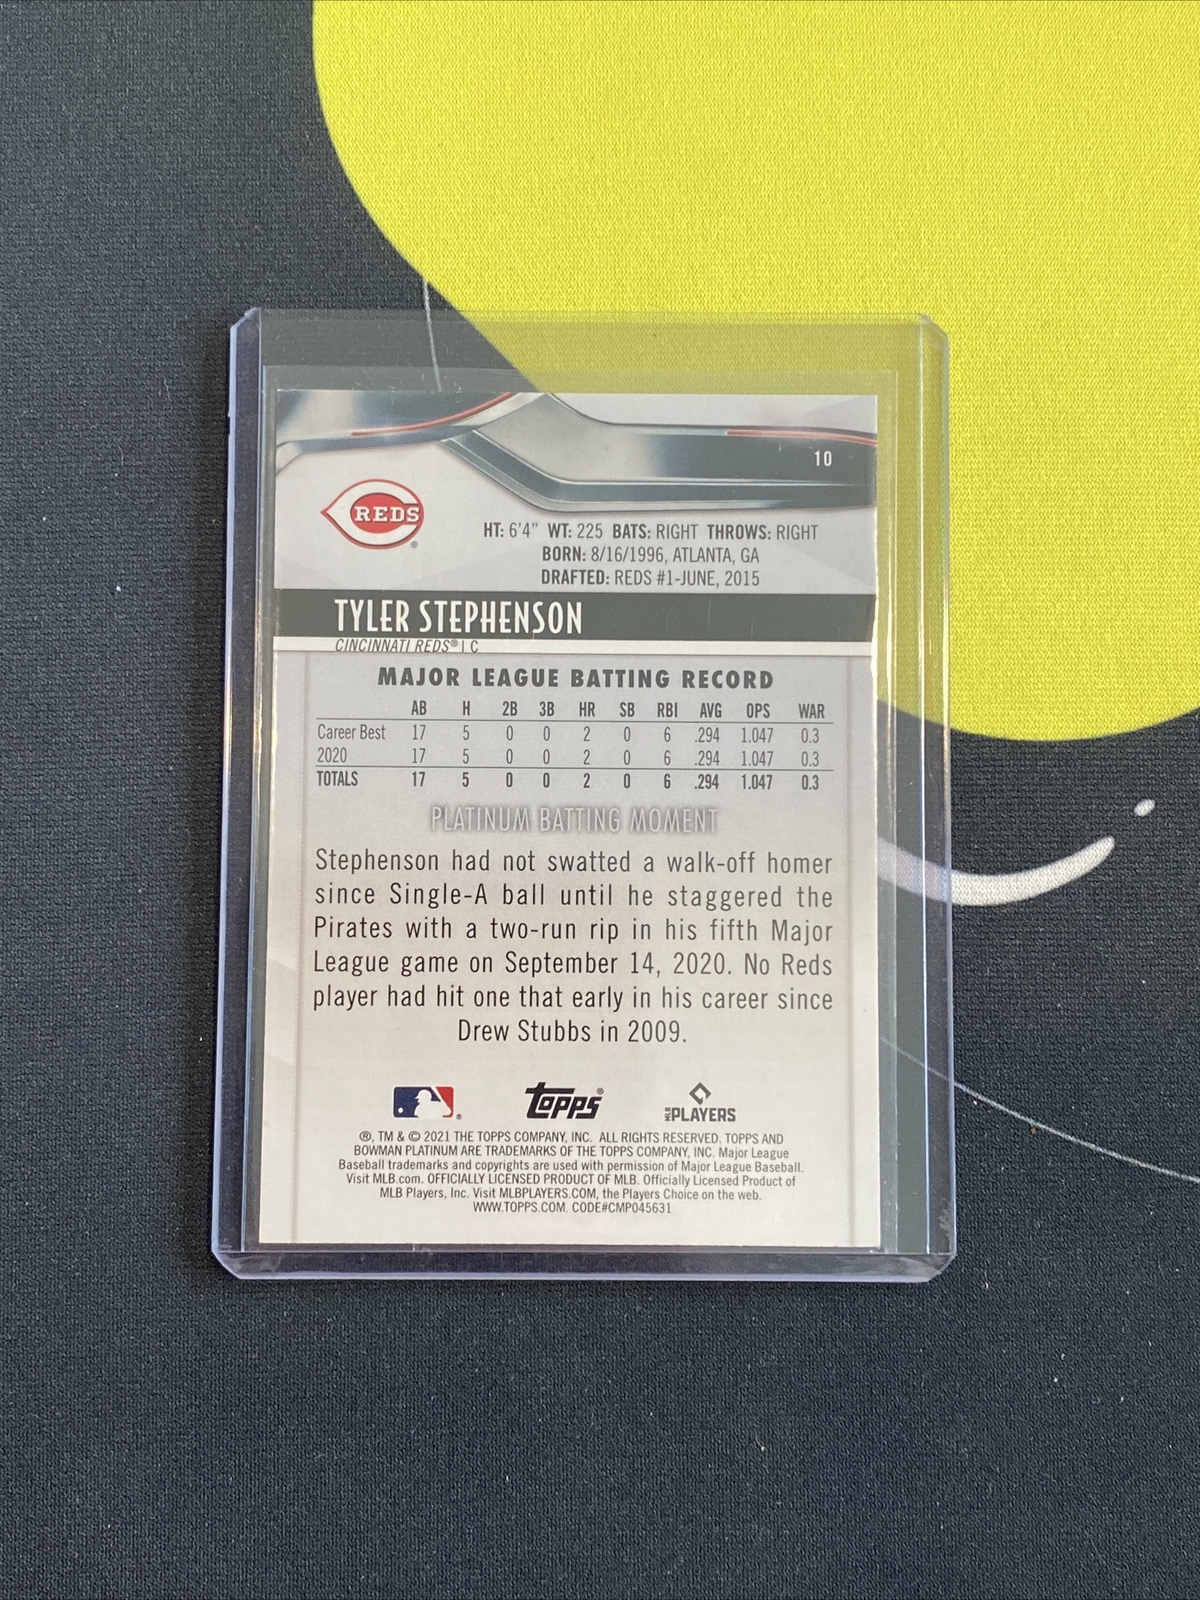 10
REDS®
HT: 6'4" WT: 225 BATS: RIGHT THROWS: RIGHT
BORN: 8/16/1996, ATLANTA, GA
DRAFTED: REDS #1-JUNE, 2015
TYLER STEPHENSON
CINCINNATI REDS® | C
MAJOR LEAGUE BATTING RECORD
AB H 2B 3B HR SB RBI AVG OPS WAR
Career Best 17 5 0 0 2 0 6 .294 1.047 0.3
2020 17 5 0 0 2 0 6 .294 1.047 0.3
TOTALS 17 5 0 0 2 0 6 .294 1.047 0.3
PLATINUM BATTING MOMENT
Stephenson had not swatted a walk-off homer
since Single-A ball until he staggered the
Pirates with a two-run rip in his fifth Major
League game on September 14, 2020. No Reds
player had hit one that early in his career since
Drew Stubbs in 2009.
Topps® MLB PLAYERS
®, TM & © 2021 THE TOPPS COMPANY, INC. ALL RIGHTS RESERVED. TOPPS AND
BOWMAN PLATINUM ARE TRADEMARKS OF THE TOPPS COMPANY, INC. Major League
Baseball trademarks and copyrights are used with permission of Major League Baseball.
Visit MLB.com. OFFICIALLY LICENSED PRODUCT OF MLB. Officially Licensed Product of
MLB Players, Inc. Visit MLBPLAYERS.COM, the Players Choice on the web.
WWW.TOPPS.COM. CODE#CMP045631